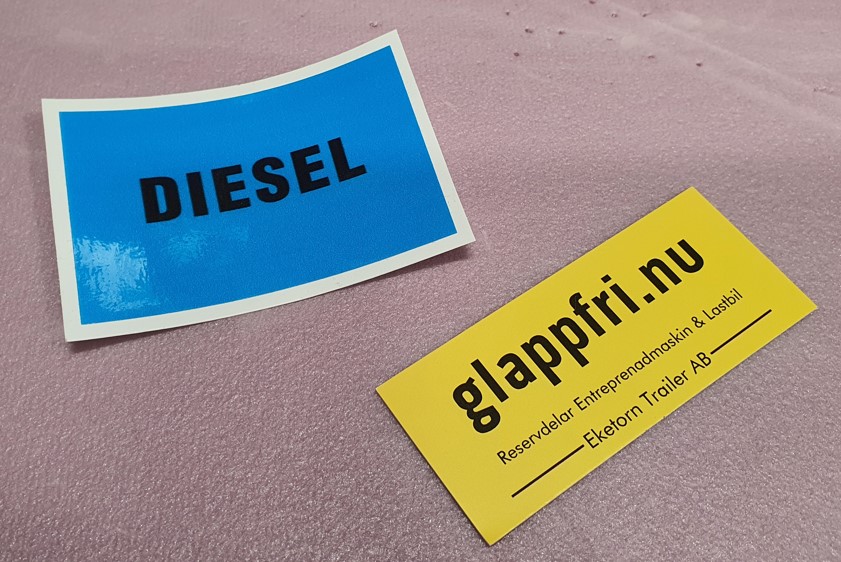 DIESEL
glappfri.nu
Reservdelar Entreprenadmaskin & Lastbil
Eketorn Trailer AB